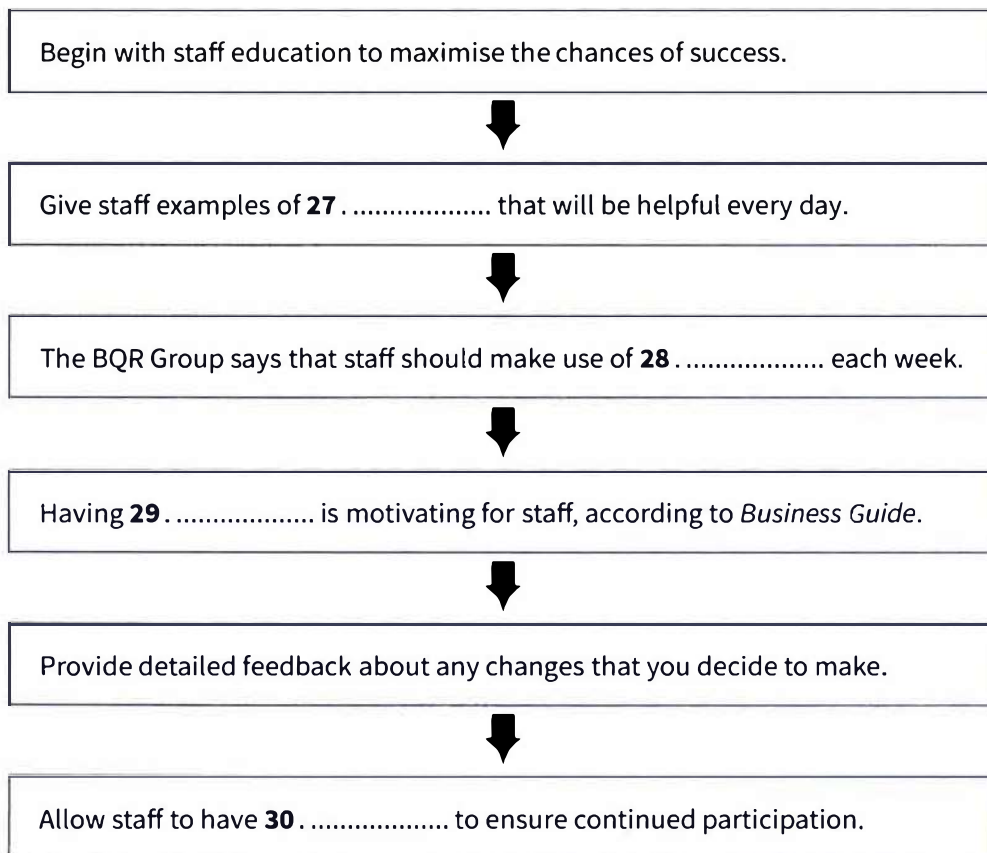 Begin with staff education to maximise the chances of success.
Give staff examples of 27 . ................... that will be helpful every day.
The BQR Group says that staff should make use of 28 . ................... each week.
Having 29 . ................... is motivating for staff, according to Business Guide.
Provide detailed feedback about any changes that you decide to make.
Allow staff to have 30 . ................... to ensure continued participation.